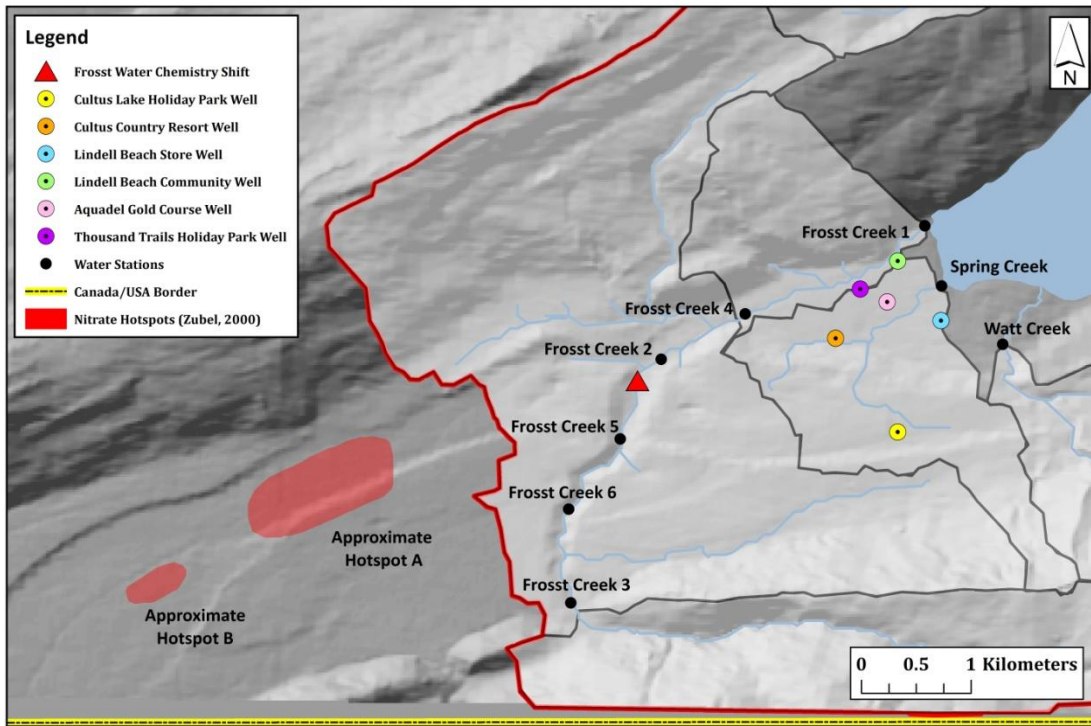 Legend
Frosst Water Chemistry Shift
Cultus Lake Holiday Park Well
Cultus Country Resort Well
Lindell Beach Store Well
Lindell Beach Community Well
Aquadel Gold Course Well
Thousand Trails Holiday Park Well
Water Stations
Canada/USA Border
Nitrate Hotspots (Zubel, 2000)
N
Frosst Creek 1
Spring Creek
Frosst Creek 4
Watt Creek
Frosst Creek 2
Frosst Creek 5
Frosst Creek 6
Approximate
Hotspot A
Frosst Creek 3
Approximate
Hotspot B
0 0.5 1 Kilometers